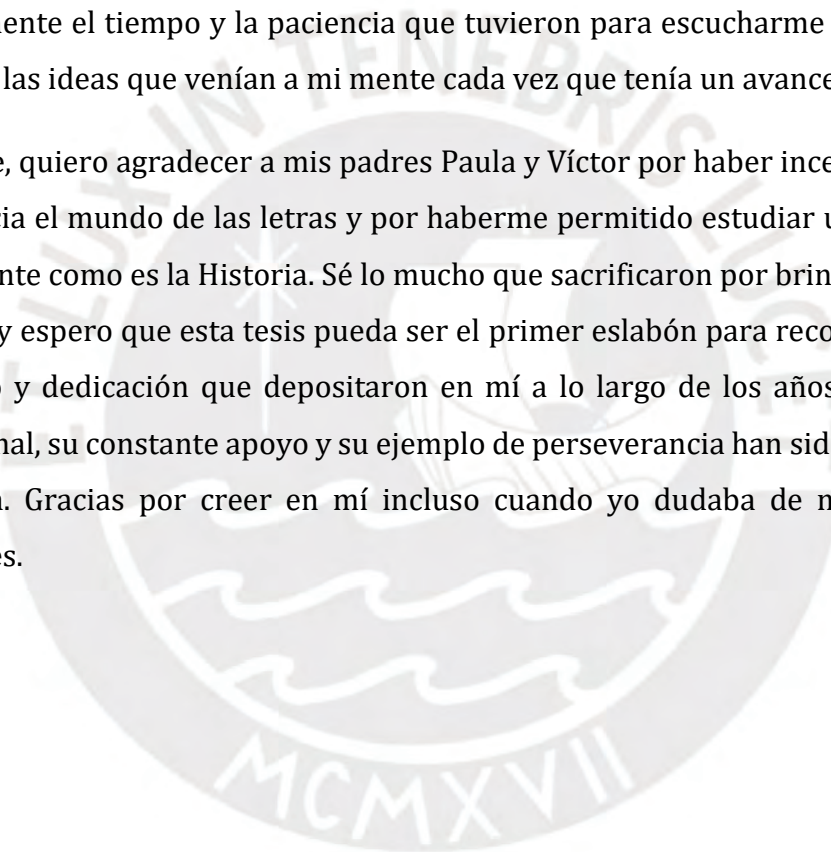 ente el tiempo y la paciencia que tuvieron para escucharme
las ideas que venían a mi mente cada vez que tenía un avance
, quiero agradecer a mis padres Paula y Víctor por haber ince
ia el mundo de las letras y por haberme permitido estudiar u
nte como es la Historia. Sé lo mucho que sacrificaron por brin
y espero que esta tesis pueda ser el primer eslabón para reco
y dedicación que depositaron en mí a lo largo de los años
nal, su constante apoyo y su ejemplo de perseverancia han sid
. Gracias por creer en mí incluso cuando yo dudaba de m
es.
ET LUX IN TENEBRIS LUCET
MCMXVII